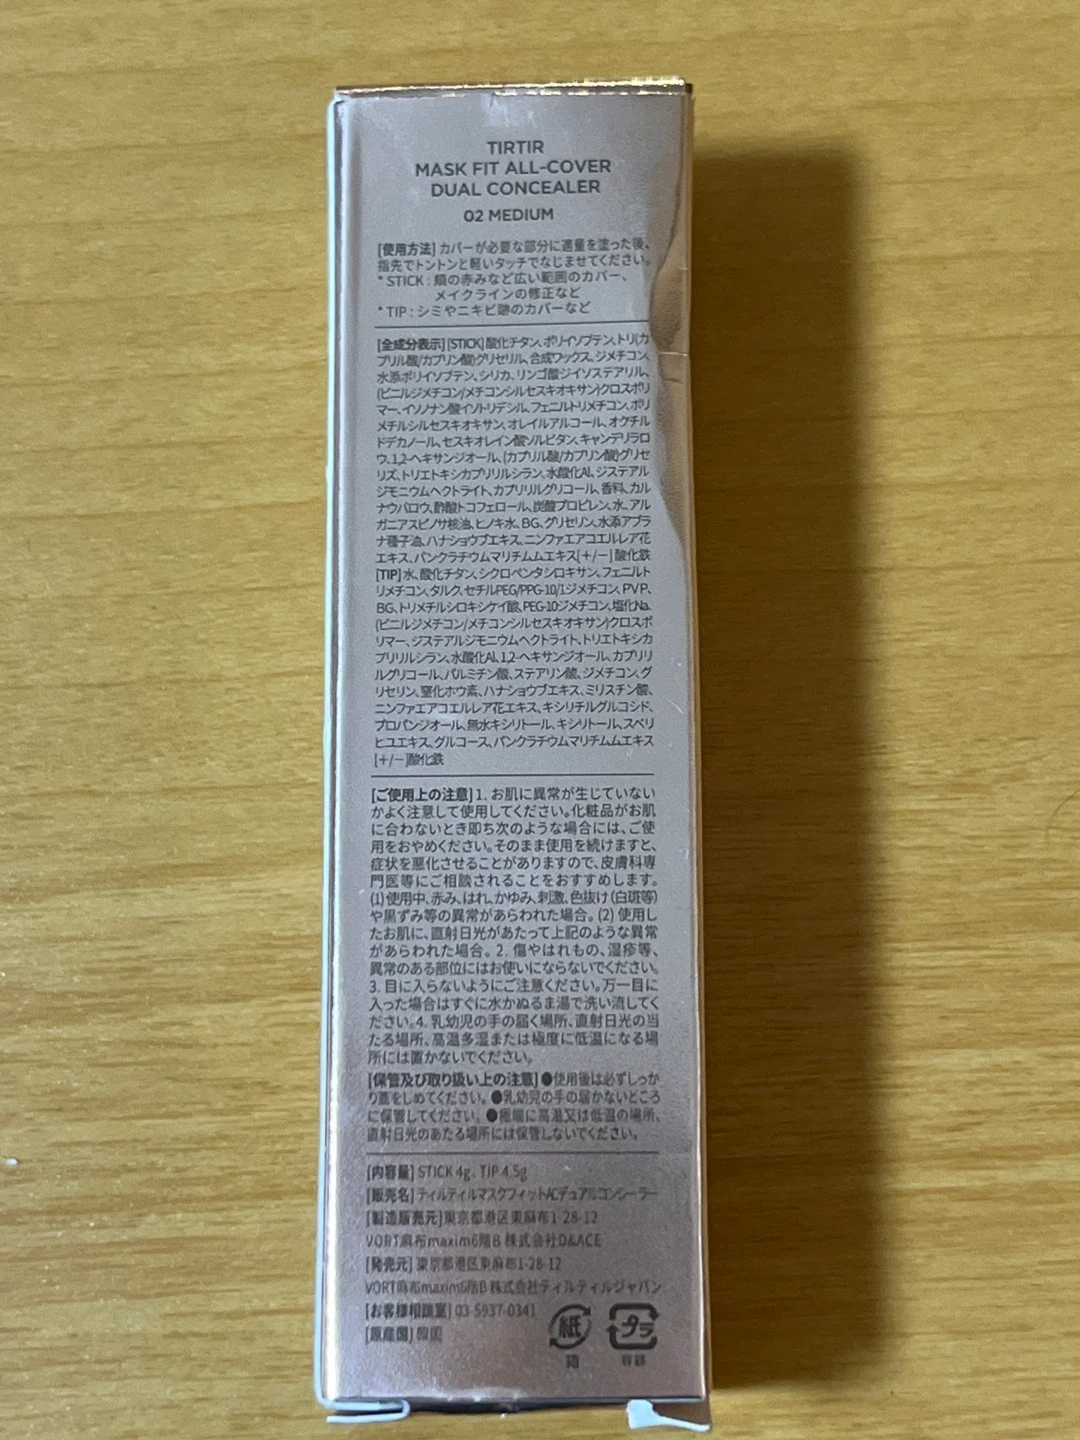 TIRTIR
MASK FIT ALL-COVER
DUAL CONCEALER
02 MEDIUM
[使用方法] カバーが必要な部分に適量を塗った後、
指先でトントンと軽いタッチでなじませてください。
* STICK : 頬の赤みなど広い範囲のカバー、
メイクラインの修正など
* TIP : シミやニキビ跡のカバーなど
[全成分表示] [STICK] 酸化チタン、ポリイソブテン、トリ(カ
プリル酸/カプリン酸)グリセリル、合成ワックス、ジメチコン、
水添ポリイソブテン、シリカ、リンゴ酸ジイソステアリル、
(ビニルジメチコン/メチコンシルセスキオキサン)クロスポリ
マー、イソノナン酸イソトリデシル、フェニルトリメチコン、ポリ
メチルシルセスキオキサン、オレイルアルコール、オクチル
ドデカノール、セスキオレイン酸ソルビタン、キャンデリラロ
ウ、1,2-ヘキサンジオール、(カプリル酸/カプリン酸)グリセ
リズ、トリエトキシカプリリルシラン、水酸化Al、ジステアル
ジモニウムヘクトライト、カプリリルグリコール、香料、カル
ナウバロウ、酢酸トコフェロール、炭酸プロピレン、水、アル
ガニアスピノサ核油、ヒノキ水、BG、グリセリン、水添アブラ
ナ種子油、ハナショウブエキス、ニンファエアコエルレア花
エキス、パンクラチウムマリチムムエキス[+/−] 酸化鉄
[TIP] 水、酸化チタン、シクロペンタシロキサン、フェニルト
リメチコン、タルク、セチルPEG/PPG-10/1ジメチコン、PVP、
BG、トリメチルシロキシケイ酸、PEG-10ジメチコン、塩化Na、
(ビニルジメチコン/メチコンシルセスキオキサン)クロスポ
リマー、ジステアルジモニウムヘクトライト、トリエトキシカ
プリリルシラン、水酸化Al、1,2-ヘキサンジオール、カプリリ
ルグリコール、パルミチン酸、ステアリン酸、ジメチコン、グ
リセリン、窒化ホウ素、ハナショウブエキス、ミリスチン酸、
ニンファエアコエルレア花エキス、キシリチルグルコシド、
プロパンジオール、無水キシリトール、キシリトール、スベリ
ヒユエキス、グルコース、パンクラチウムマリチムムエキス
[+/−]酸化鉄
[ご使用上の注意] 1. お肌に異常が生じていない
かよく注意して使用してください。化粧品がお肌
に合わないとき即ち次のような場合には、ご使
用をおやめください。そのまま使用を続けますと、
症状を悪化させることがありますので、皮膚科専
門医等にご相談されることをおすすめします。
(1)使用中、赤み、はれ、かゆみ、刺激、色抜け(白斑等)
や黒ずみ等の異常があらわれた場合。(2) 使用し
たお肌に、直射日光があたって上記のような異常
があらわれた場合。2. 傷やはれもの、湿疹等、
異常のある部位にはお使いにならないでください。
3. 目に入らないようにご注意ください。万一目に
入った場合はすぐに水かぬるま湯で洗い流してく
ださい。4. 乳幼児の手の届く場所、直射日光の当
たる場所、高温多湿または極度に低温になる場
所には置かないでください。
[保管及び取り扱い上の注意] ●使用後は必ずしっか
り蓋をしめてください。●乳幼児の手の届かないところ
に保管してください。●極端に高温又は低温の場所、
直射日光のあたる場所には保管しないでください。
[内容量] STICK 4g、TIP 4.5g
[販売名] ティルティルマスクフィットACデュアルコンシーラー
[製造販売元]東京都港区東麻布1-28-12
VORT麻布maxim6階B 株式会社D&ACE
[発売元] 東京都港区東麻布1-28-12
VORT麻布maxim6階B 株式会社ティルティルジャパン
[お客様相談室] 03-5937-0341
[原産国] 韓国
紙
箱
プラ
容器